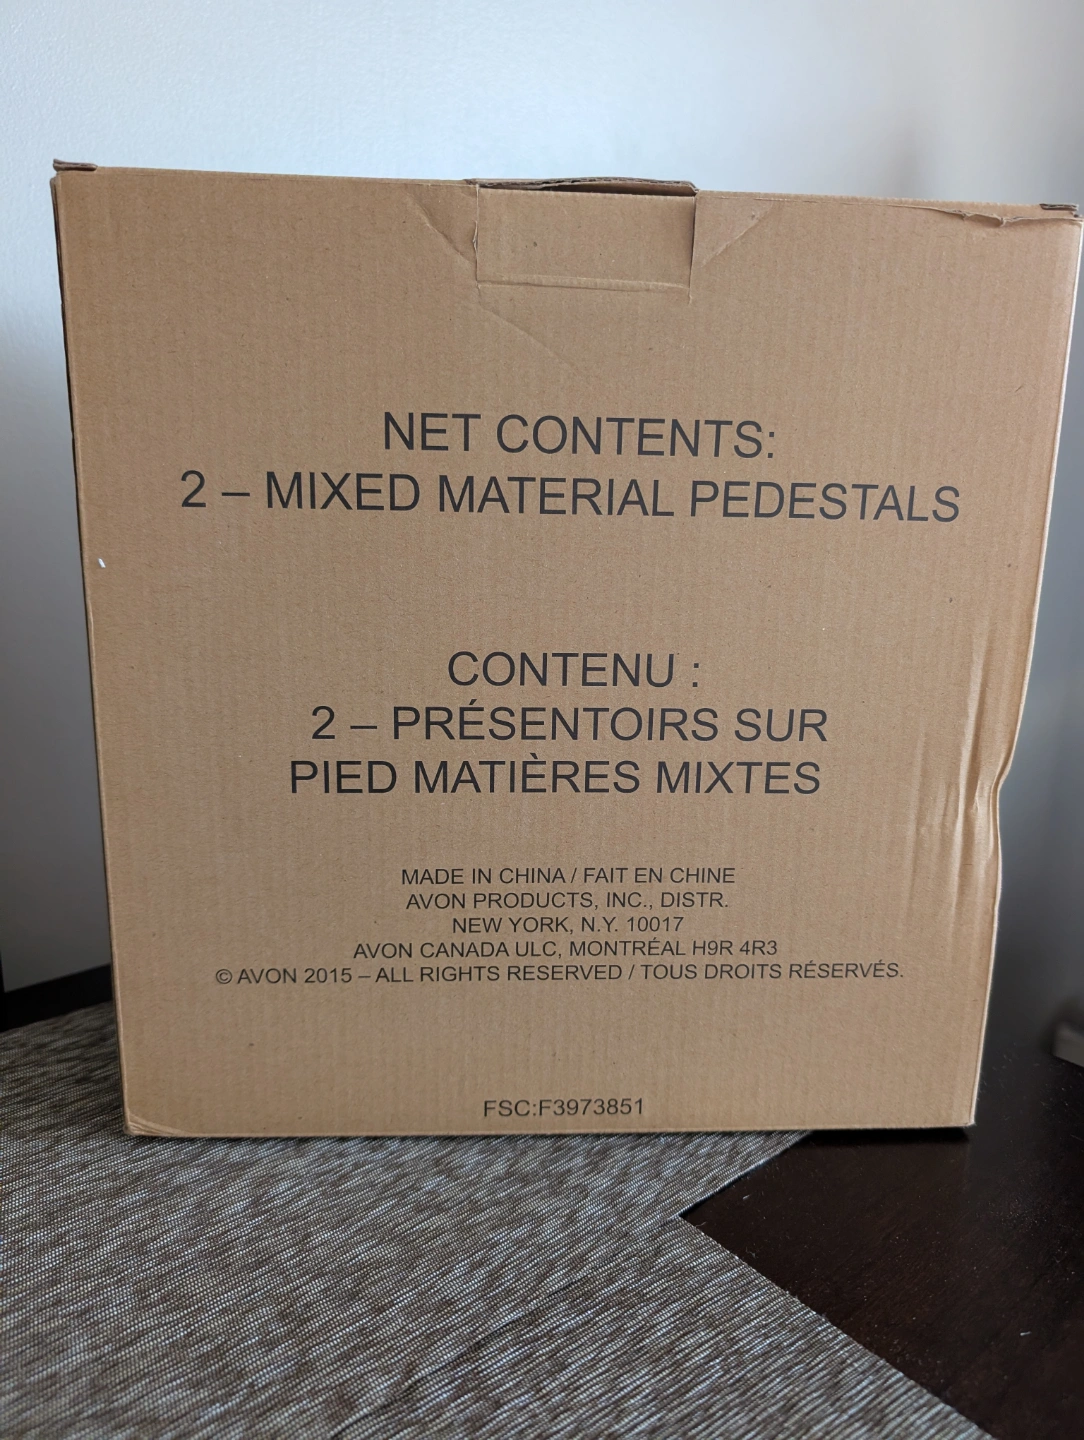 NET CONTENTS:
2 – MIXED MATERIAL PEDESTALS
CONTENU :
2 – PRÉSENTOIRS SUR
PIED MATIÈRES MIXTES
MADE IN CHINA / FAIT EN CHINE
AVON PRODUCTS, INC., DISTR.
NEW YORK, N.Y. 10017
AVON CANADA ULC, MONTRÉAL H9R 4R3
© AVON 2015 – ALL RIGHTS RESERVED / TOUS DROITS RÉSERVÉS.
FSC:F3973851